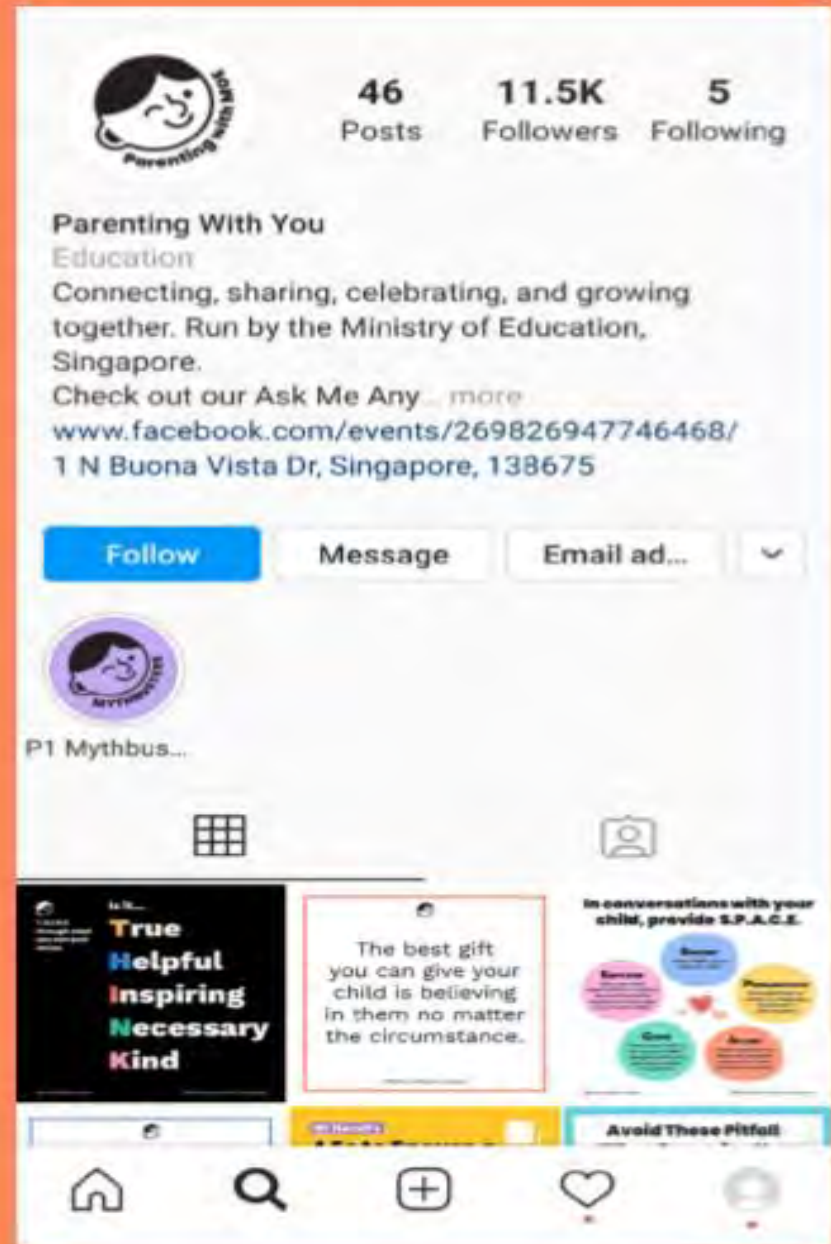 Parenting With You
46 11.5K 5
Posts Followers Following
Parenting With You
Education
Connecting, sharing, celebrating, and growing
together. Run by the Ministry of Education,
Singapore.
Check out our Ask Me Any... more
www.facebook.com/events/269826947746468/
1 N Buona Vista Dr, Singapore, 138675
Follow Message Email ad...
MYTHBUSTERS
P1 Mythbus...
Is it...
True
Helpful
Inspiring
Necessary
Kind
The best gift
you can give your
child is believing
in them no matter
the circumstance.
In conversations with your
child, provide S.P.A.C.E.
Avoid These Pitfall